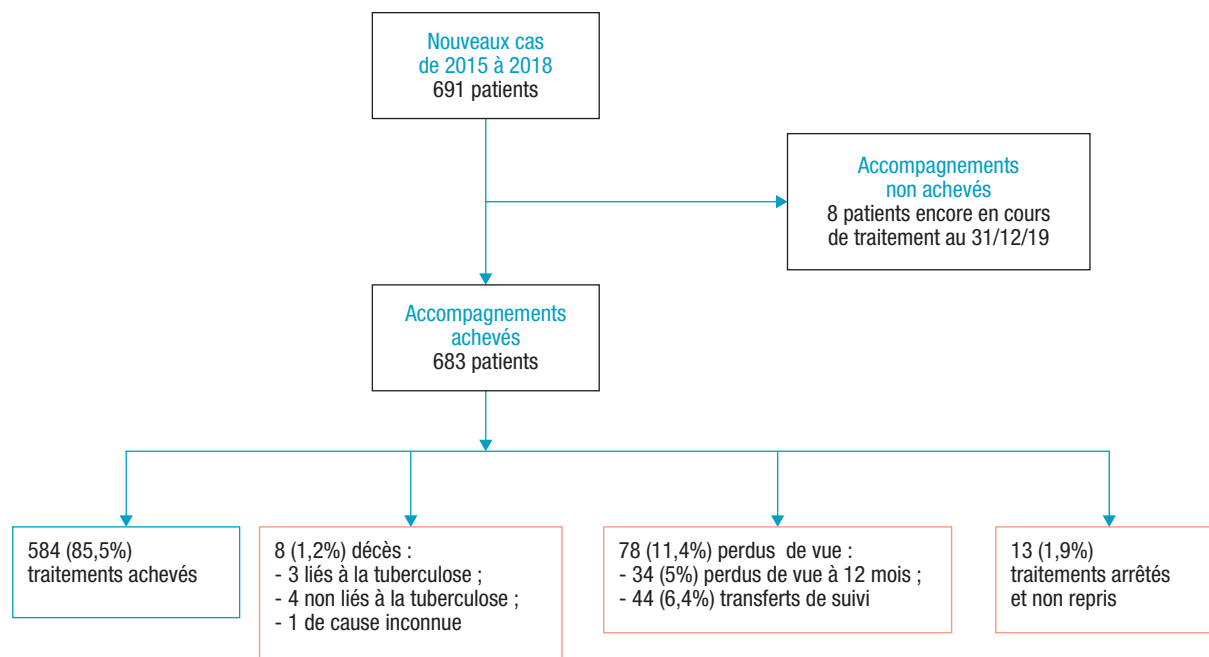 Nouveaux cas
de 2015 à 2018
691 patients
Accompagnements
non achevés
8 patients encore en cours
de traitement au 31/12/19
Accompagnements
achevés
683 patients
584 (85,5%)
traitements achevés
8 (1,2%) décès :
- 3 liés à la tuberculose ;
- 4 non liés à la tuberculose ;
- 1 de cause inconnue
78 (11,4%) perdus de vue :
- 34 (5%) perdus de vue à 12 mois ;
- 44 (6,4%) transferts de suivi
13 (1,9%)
traitements arrêtés
et non repris